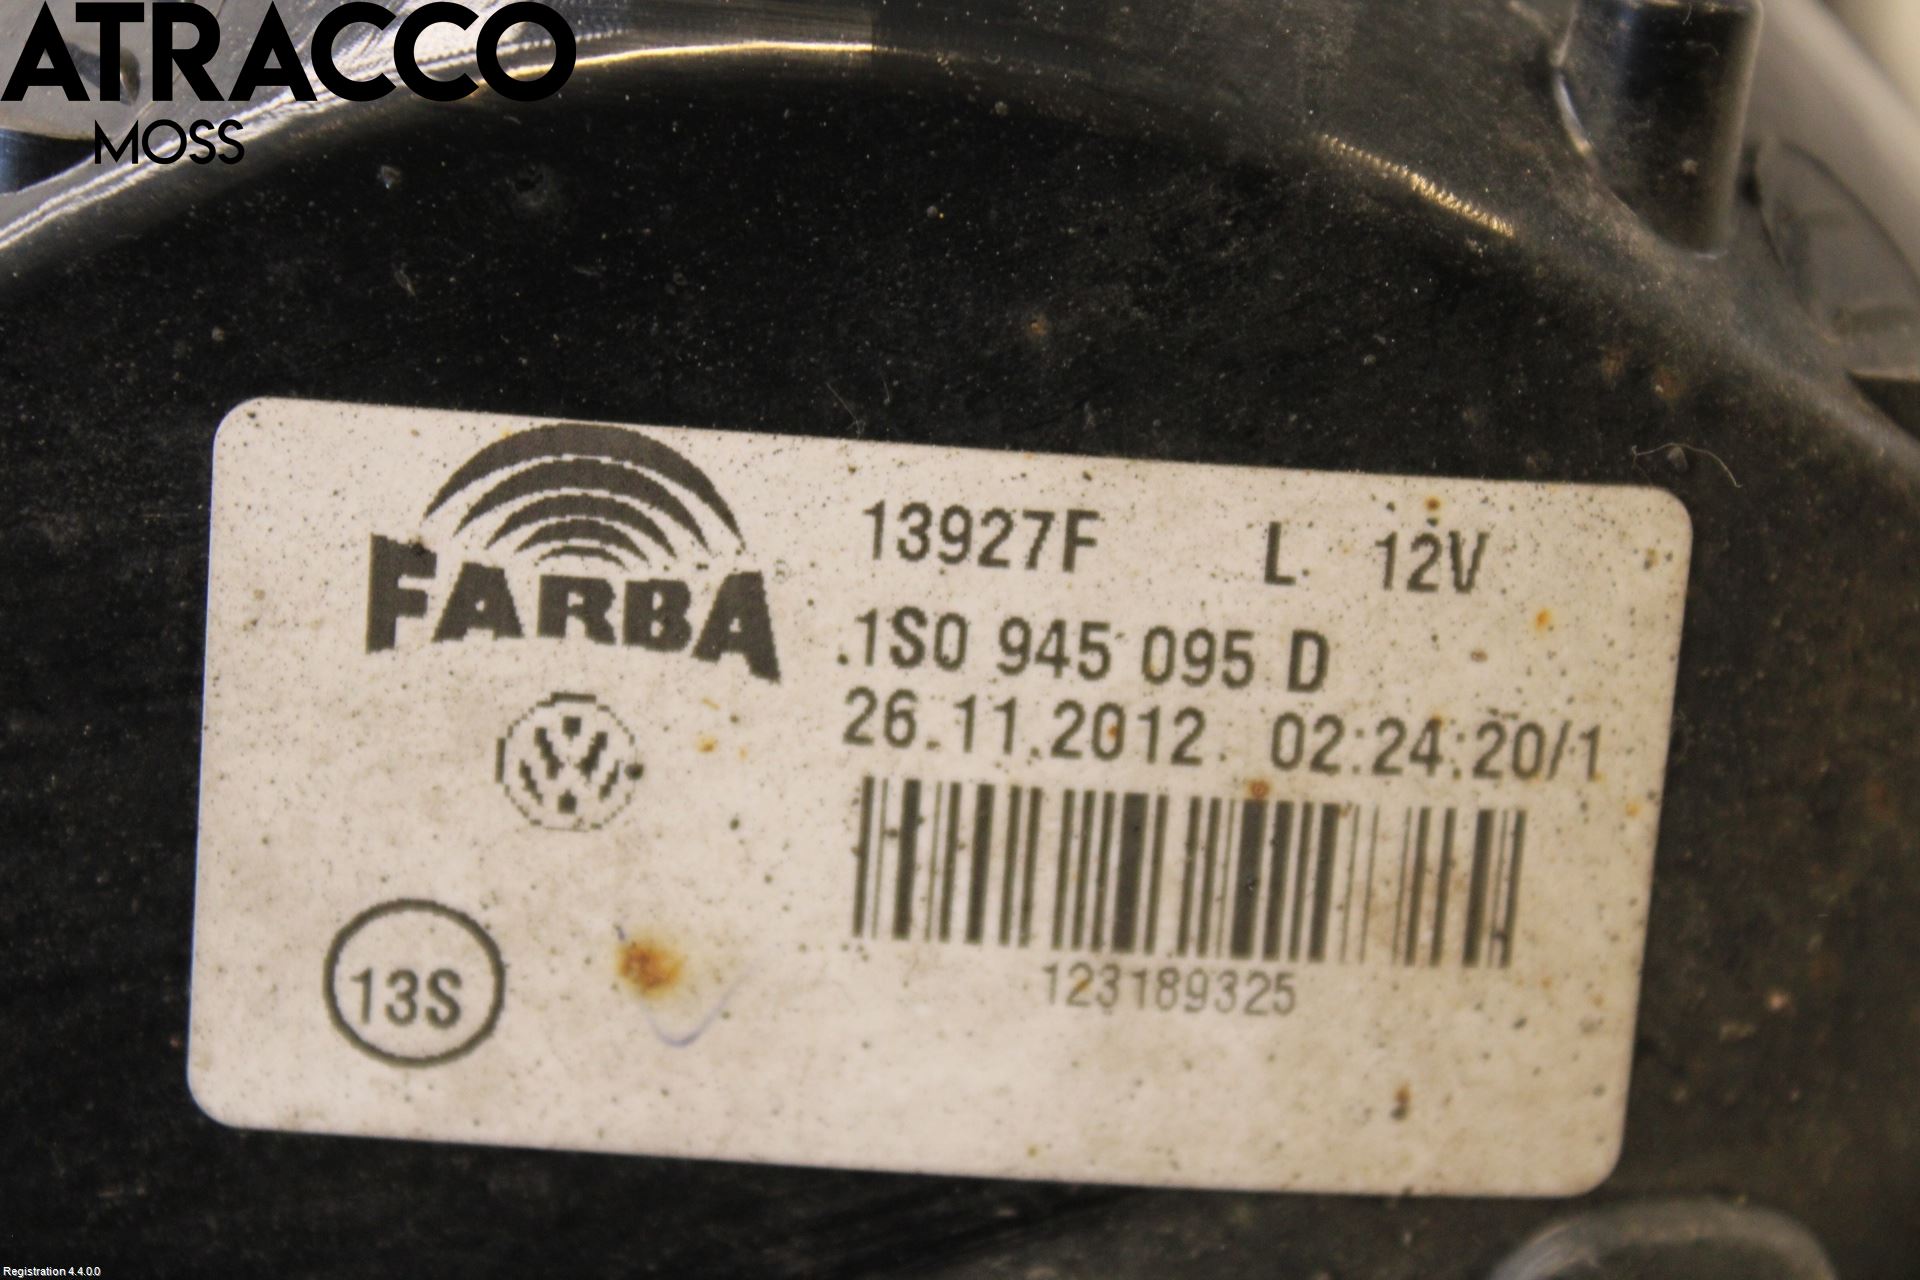 ATRACCO
MOSS
FARBA
13927F L 12V
1S0 945 095 D
26.11.2012 02:24:20/1
123189325
13S
Registration 4.4.0.0